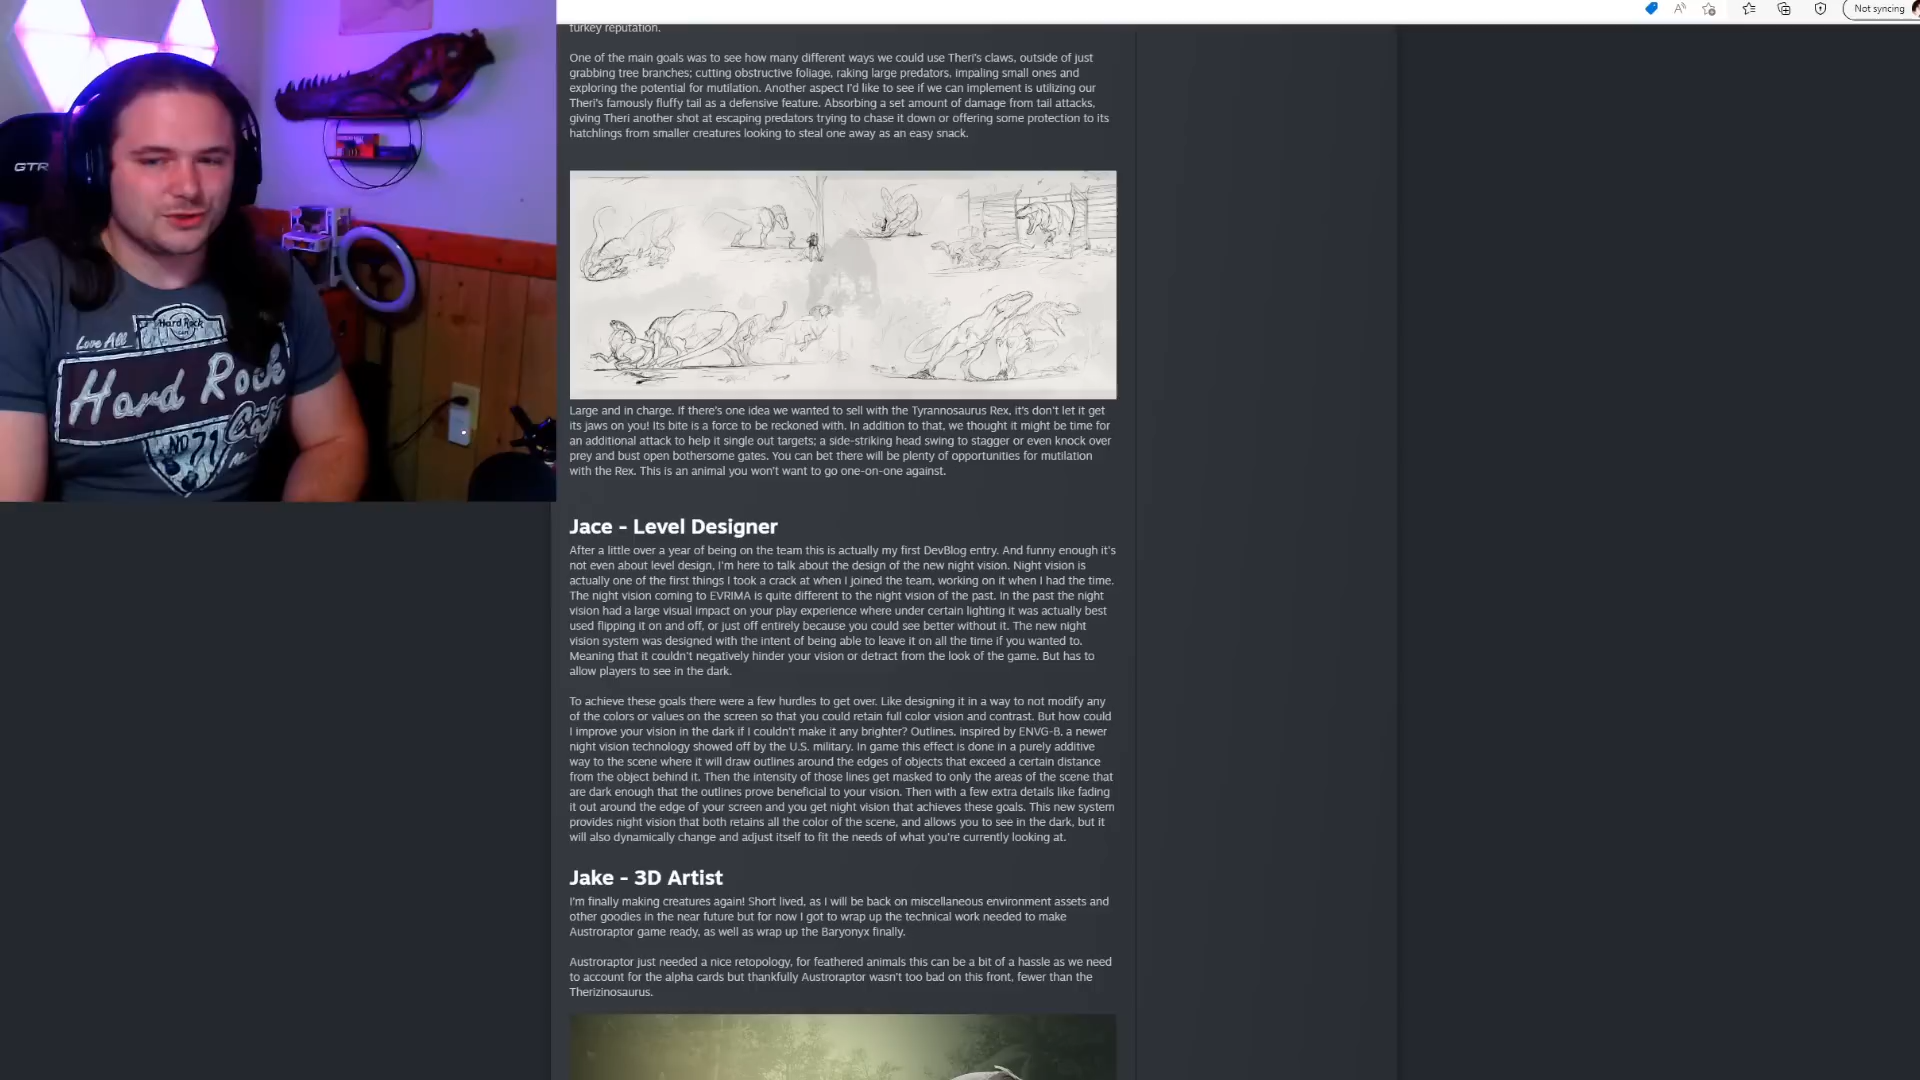 Not syncing
turkey reputation.
One of the main goals was to see how many different ways we could use Theri's claws, outside of just
grabbing tree branches; cutting obstructive foliage, raking large predators, impaling small ones and
exploring the potential for mutilation. Another aspect I'd like to see if we can implement is utilizing our
Theri's famously fluffy tail as a defensive feature. Absorbing a set amount of damage from tail attacks,
giving Theri another shot at escaping predators trying to chase it down or offering some protection to its
hatchlings from smaller creatures looking to steal one away as an easy snack.
GTR
Love All
Hard Rock
Hard Rock
Large and in charge. If there's one idea we wanted to sell with the Tyrannosaurus Rex, it's don't let it get
its jaws on you! Its bite is a force to be reckoned with. In addition to that, we thought it might be time for
an additional attack to help it single out targets; a side-striking head swing to stagger or even knock over
prey and bust open bothersome gates. You can bet there will be plenty of opportunities for mutilation
with the Rex. This is an animal you won't want to go one-on-one against.
Jace - Level Designer
After a little over a year of being on the team this is actually my first DevBlog entry. And funny enough it's
not even about level design, I'm here to talk about the design of the new night vision. Night vision is
actually one of the first things I took a crack at when I joined the team, working on it when I had the time.
The night vision coming to EVRIMA is quite different to the night vision of the past. In the past the night
vision had a large visual impact on your play experience where under certain lighting it was actually best
used flipping it on and off, or just off entirely because you could see better without it. The new night
vision system was designed with the intent of being able to leave it on all the time if you wanted to.
Meaning that it couldn't negatively hinder your vision or detract from the look of the game. But has to
allow players to see in the dark.
To achieve these goals there were a few hurdles to get over. Like designing it in a way to not modify any
of the colors or values on the screen so that you could retain full color vision and contrast. But how could
I improve your vision in the dark if I couldn't make it any brighter? Outlines, inspired by ENVG-B, a newer
night vision technology showed off by the U.S. military. In game this effect is done in a purely additive
way to the scene where it will draw outlines around the edges of objects that exceed a certain distance
from the object behind it. Then the intensity of those lines get masked to only the areas of the scene that
are dark enough that the outlines prove beneficial to your vision. Then with a few extra details like fading
it out around the edge of your screen and you get night vision that achieves these goals. This new system
provides night vision that both retains all the color of the scene, and allows you to see in the dark, but it
will also dynamically change and adjust itself to fit the needs of what you're currently looking at.
Jake - 3D Artist
I'm finally making creatures again! Short lived, as I will be back on miscellaneous environment assets and
other goodies in the near future but for now I got to wrap up the technical work needed to make
Austroraptor game ready, as well as wrap up the Baryonyx finally.
Austroraptor just needed a nice retopology, for feathered animals this can be a bit of a hassle as we need
to account for the alpha cards but thankfully Austroraptor wasn't too bad on this front, fewer than the
Therizinosaurus.